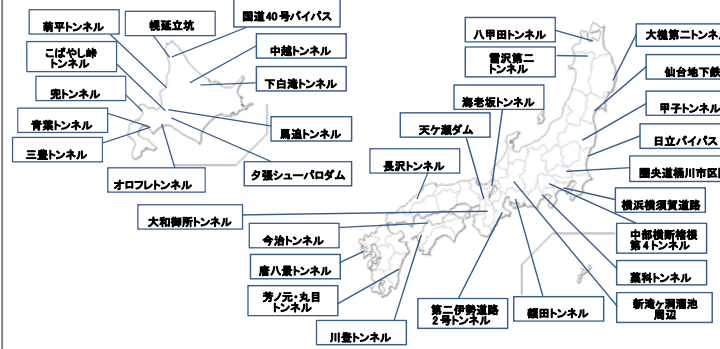 萌平トンネル
幌延立坑
国道40号バイパス
こばやし峠
トンネル
中越トンネル
兜トンネル
下白滝トンネル
青葉トンネル
馬追トンネル
三豊トンネル
夕張シューパロダム
オロフレトンネル
八甲田トンネル
大槌第二トンネル
雪沢第二
トンネル
仙台地下鉄
海老坂トンネル
甲子トンネル
天ケ瀬ダム
日立バイパス
長沢トンネル
圏央道桶川市区間
横浜横須賀道路
大和御所トンネル
中部横断楮根
第4トンネル
今治トンネル
唐八景トンネル
藁科トンネル
芳ノ元・丸目
トンネル
第二伊勢道路
2号トンネル
額田トンネル
新滝ヶ洞溜池
周辺
川登トンネル